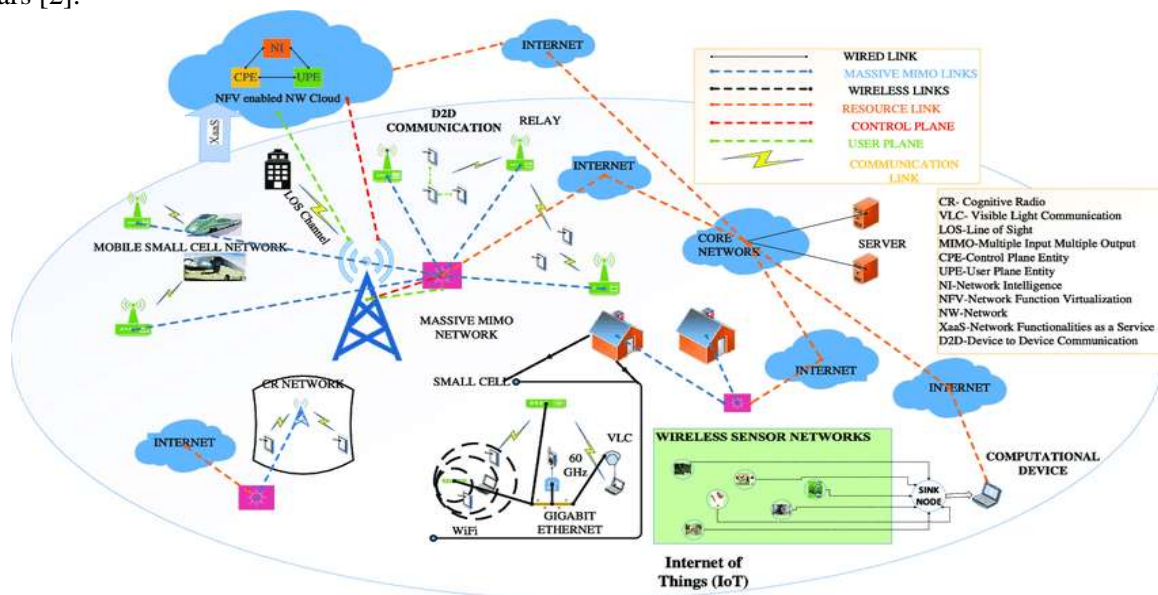 ars [2].
INTERNET
NI
CPE
UPE
NFV enabled NW Cloud
XaaS
D2D
COMMUNICATION
RELAY
WIRED LINK
MASSIVE MIMO LINKS
WIRELESS LINKS
RESOURCE LINK
CONTROL PLANE
USER PLANE
COMMUNICATION
LINK
INTERNET
LOS Channel
CR- Cognitive Radio
VLC- Visible Light Communication
LOS-Line of Sight
MIMO-Multiple Input Multiple Output
CPE-Control Plane Entity
UPE-User Plane Entity
NI-Network Intelligence
NFV-Network Function Virtualization
NW-Network
XaaS-Network Functionalities as a Service
D2D-Device to Device Communication
MOBILE SMALL CELL NETWORK
CORE
NETWORK
SERVER
MASSIVE MIMO
NETWORK
SMALL CELL
CR NETWORK
INTERNET
INTERNET
INTERNET
VLC
60
GHz
WiFi
GIGABIT
ETHERNET
WIRELESS SENSOR NETWORKS
SINK
NODE
COMPUTATIONAL
DEVICE
Internet of
Things (IoT)